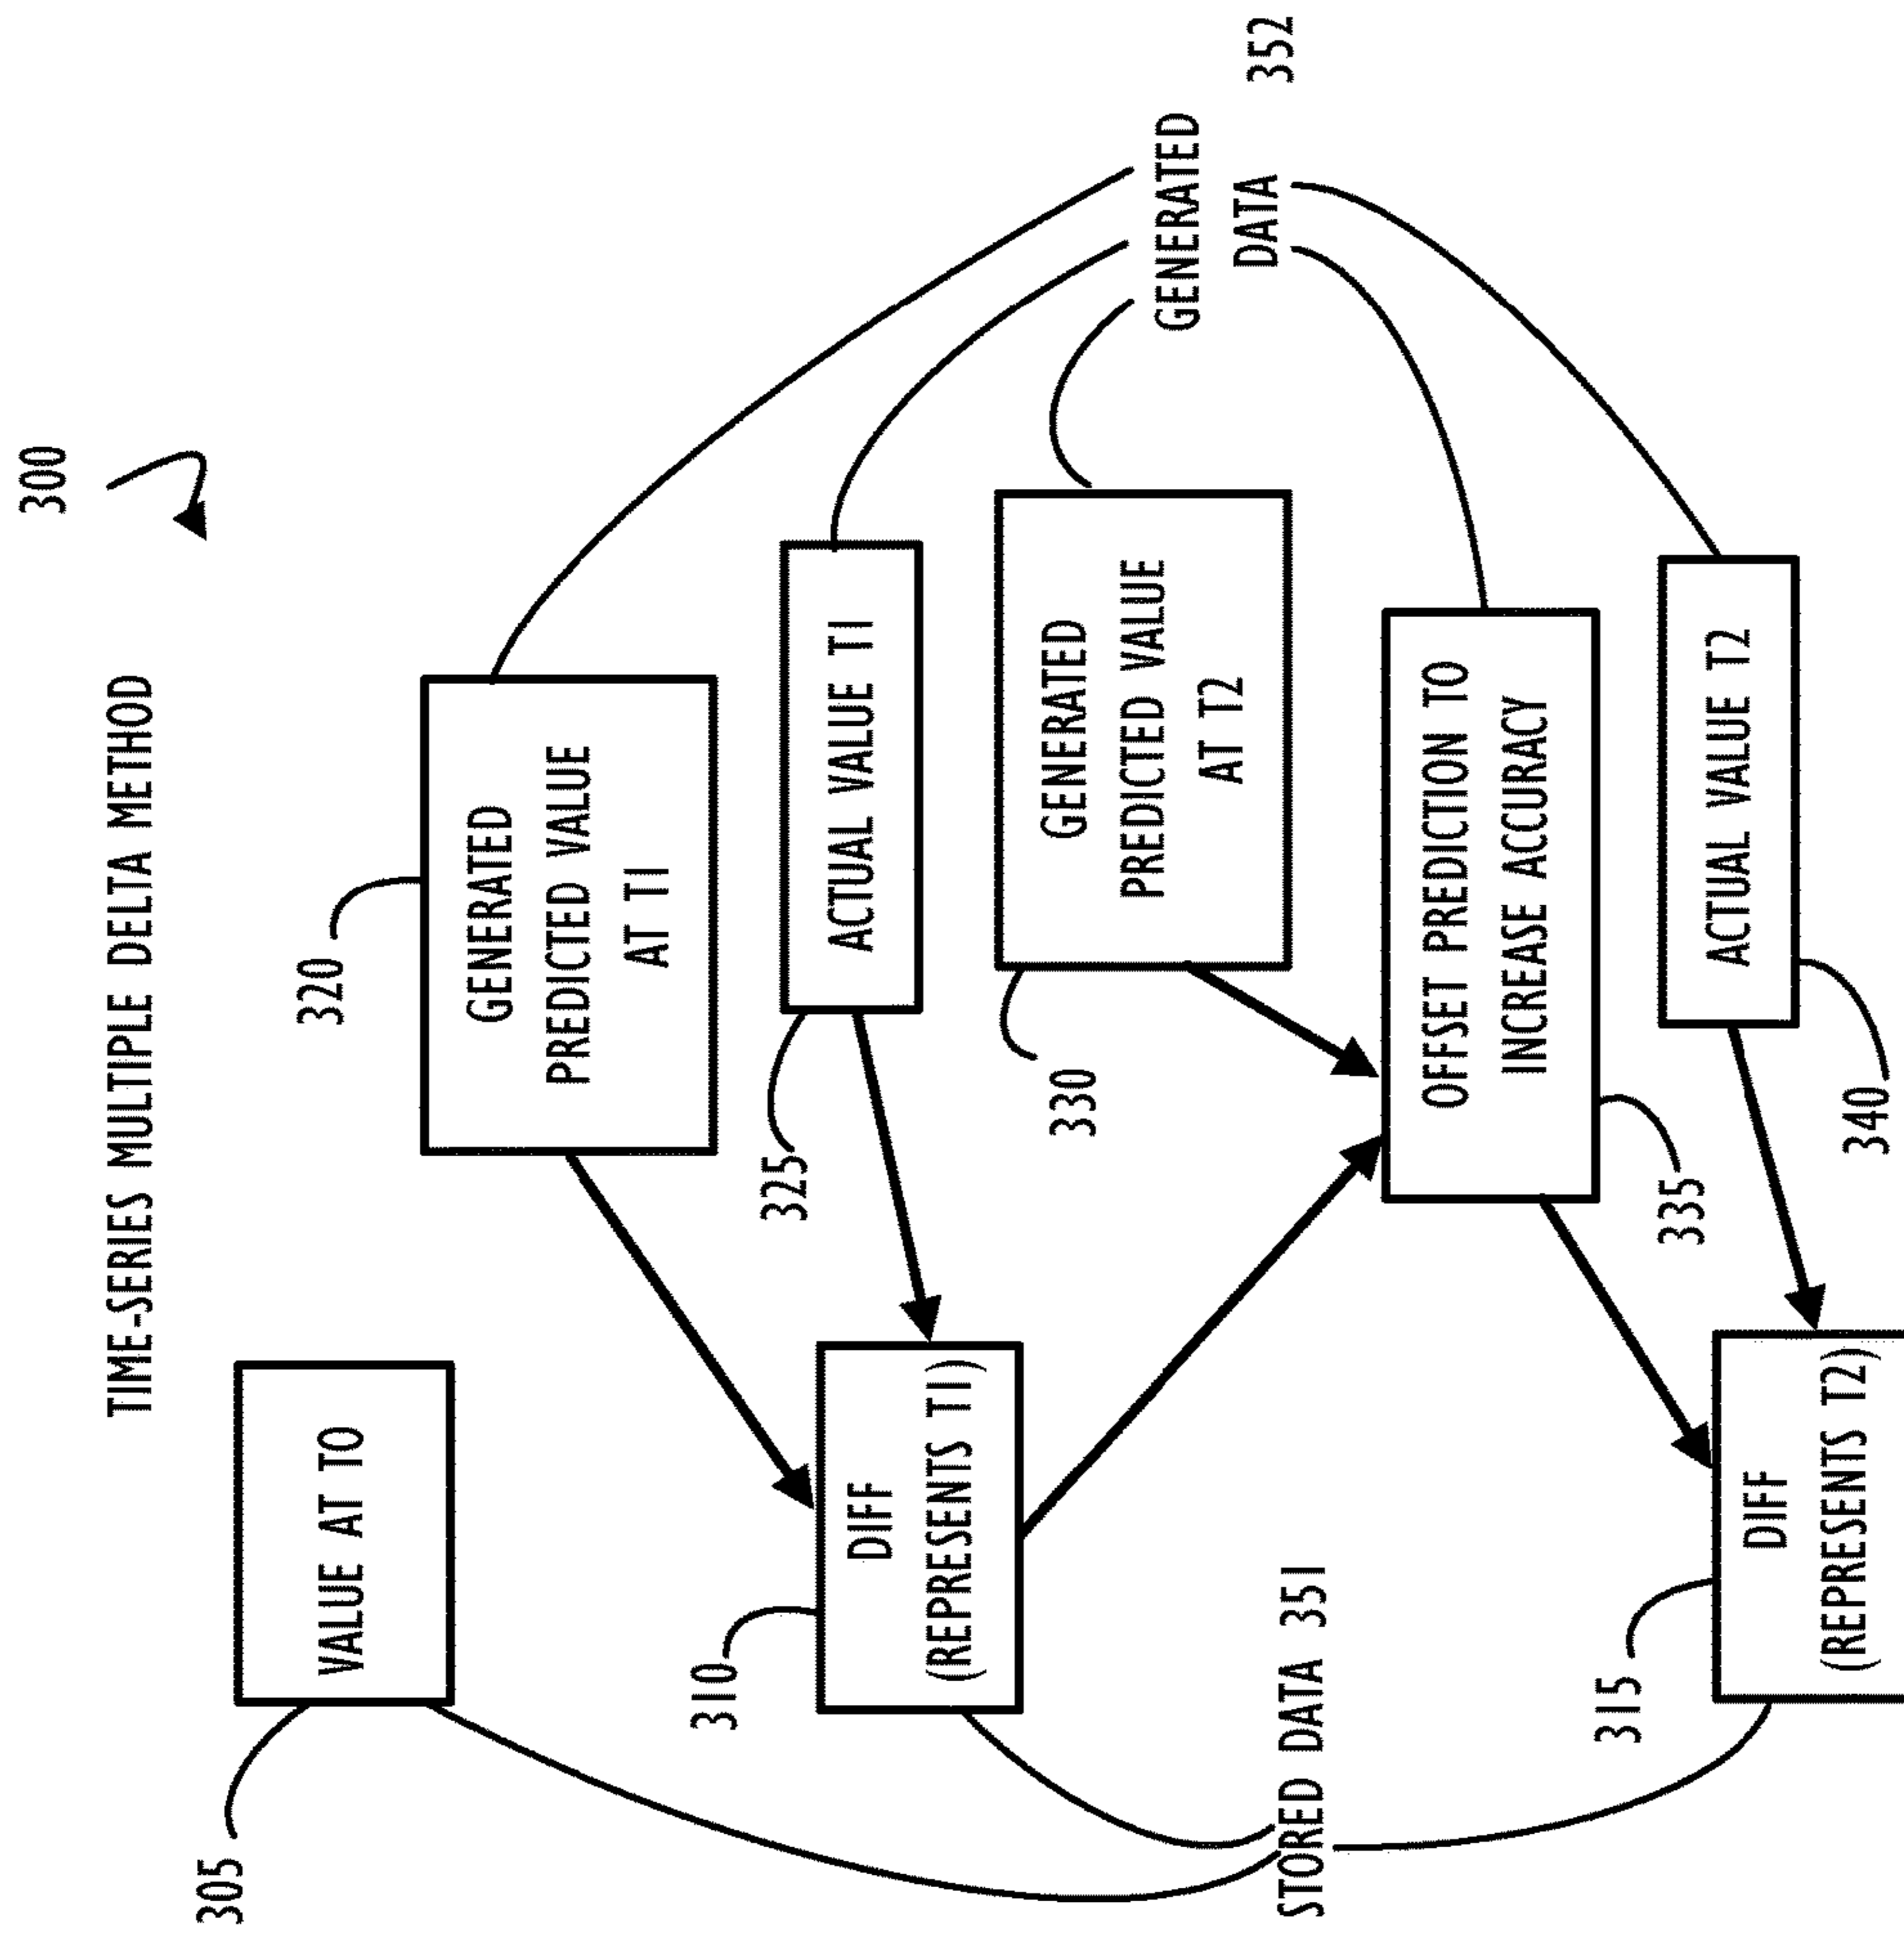 300
TIME-SERIES MULTIPLE DELTA METHOD
305
VALUE AT TO
320
GENERATED
PREDICTED VALUE
AT T1
325
ACTUAL VALUE T1
310
DIFF
(REPRESENTS T1)
330
GENERATED
PREDICTED VALUE
AT T2
GENERATED
DATA
352
STORED DATA 351
OFFSET PREDICTION TO
INCREASE ACCURACY
335
ACTUAL VALUE T2
340
315
DIFF
(REPRESENTS T2)